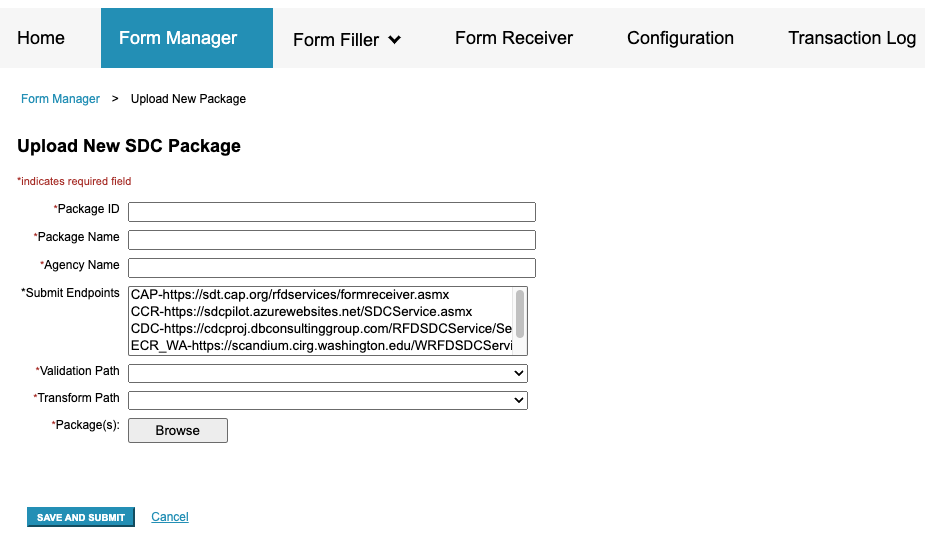 Home Form Manager Form Filler Form Receiver Configuration Transaction Log
Form Manager > Upload New Package
Upload New SDC Package
*indicates required field
*Package ID
*Package Name
*Agency Name
*Submit Endpoints
CAP-https://sdt.cap.org/rfdservices/formreceiver.asmx
CCR-https://sdcpilot.azurewebsites.net/SDCService.asmx
CDC-https://cdcproj.dbconsultinggroup.com/RFDSDCService/Se
ECR_WA-https://scandium.cirg.washington.edu/WRFDSDCServi
*Validation Path
*Transform Path
*Package(s): Browse
SAVE AND SUBMIT Cancel